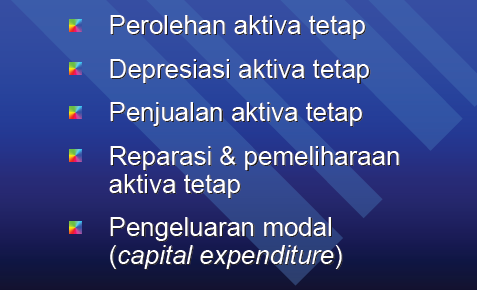 Perolehan aktiva tetap
Depresiasi aktiva tetap
Penjualan aktiva tetap
Reparasi & pemeliharaan
aktiva tetap
Pengeluaran modal
(capital expenditure)